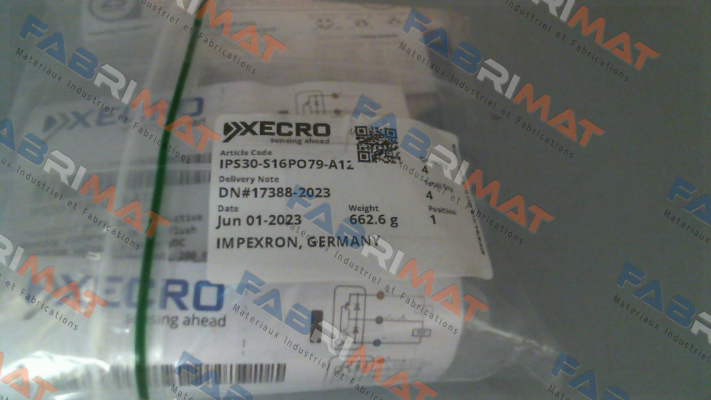 XECRO
sensing ahead
Article Code
IPS30-S16PO79-A12
4
Delivery Note
DN#17388-2023
4
Date
Weight
Position
Jun 01-2023
662.6 g
1
IMPEXRON, GERMANY
XECRO
XECRO
sensing ahead
FABRIMAT
Materiaux Industriel et Fabrications